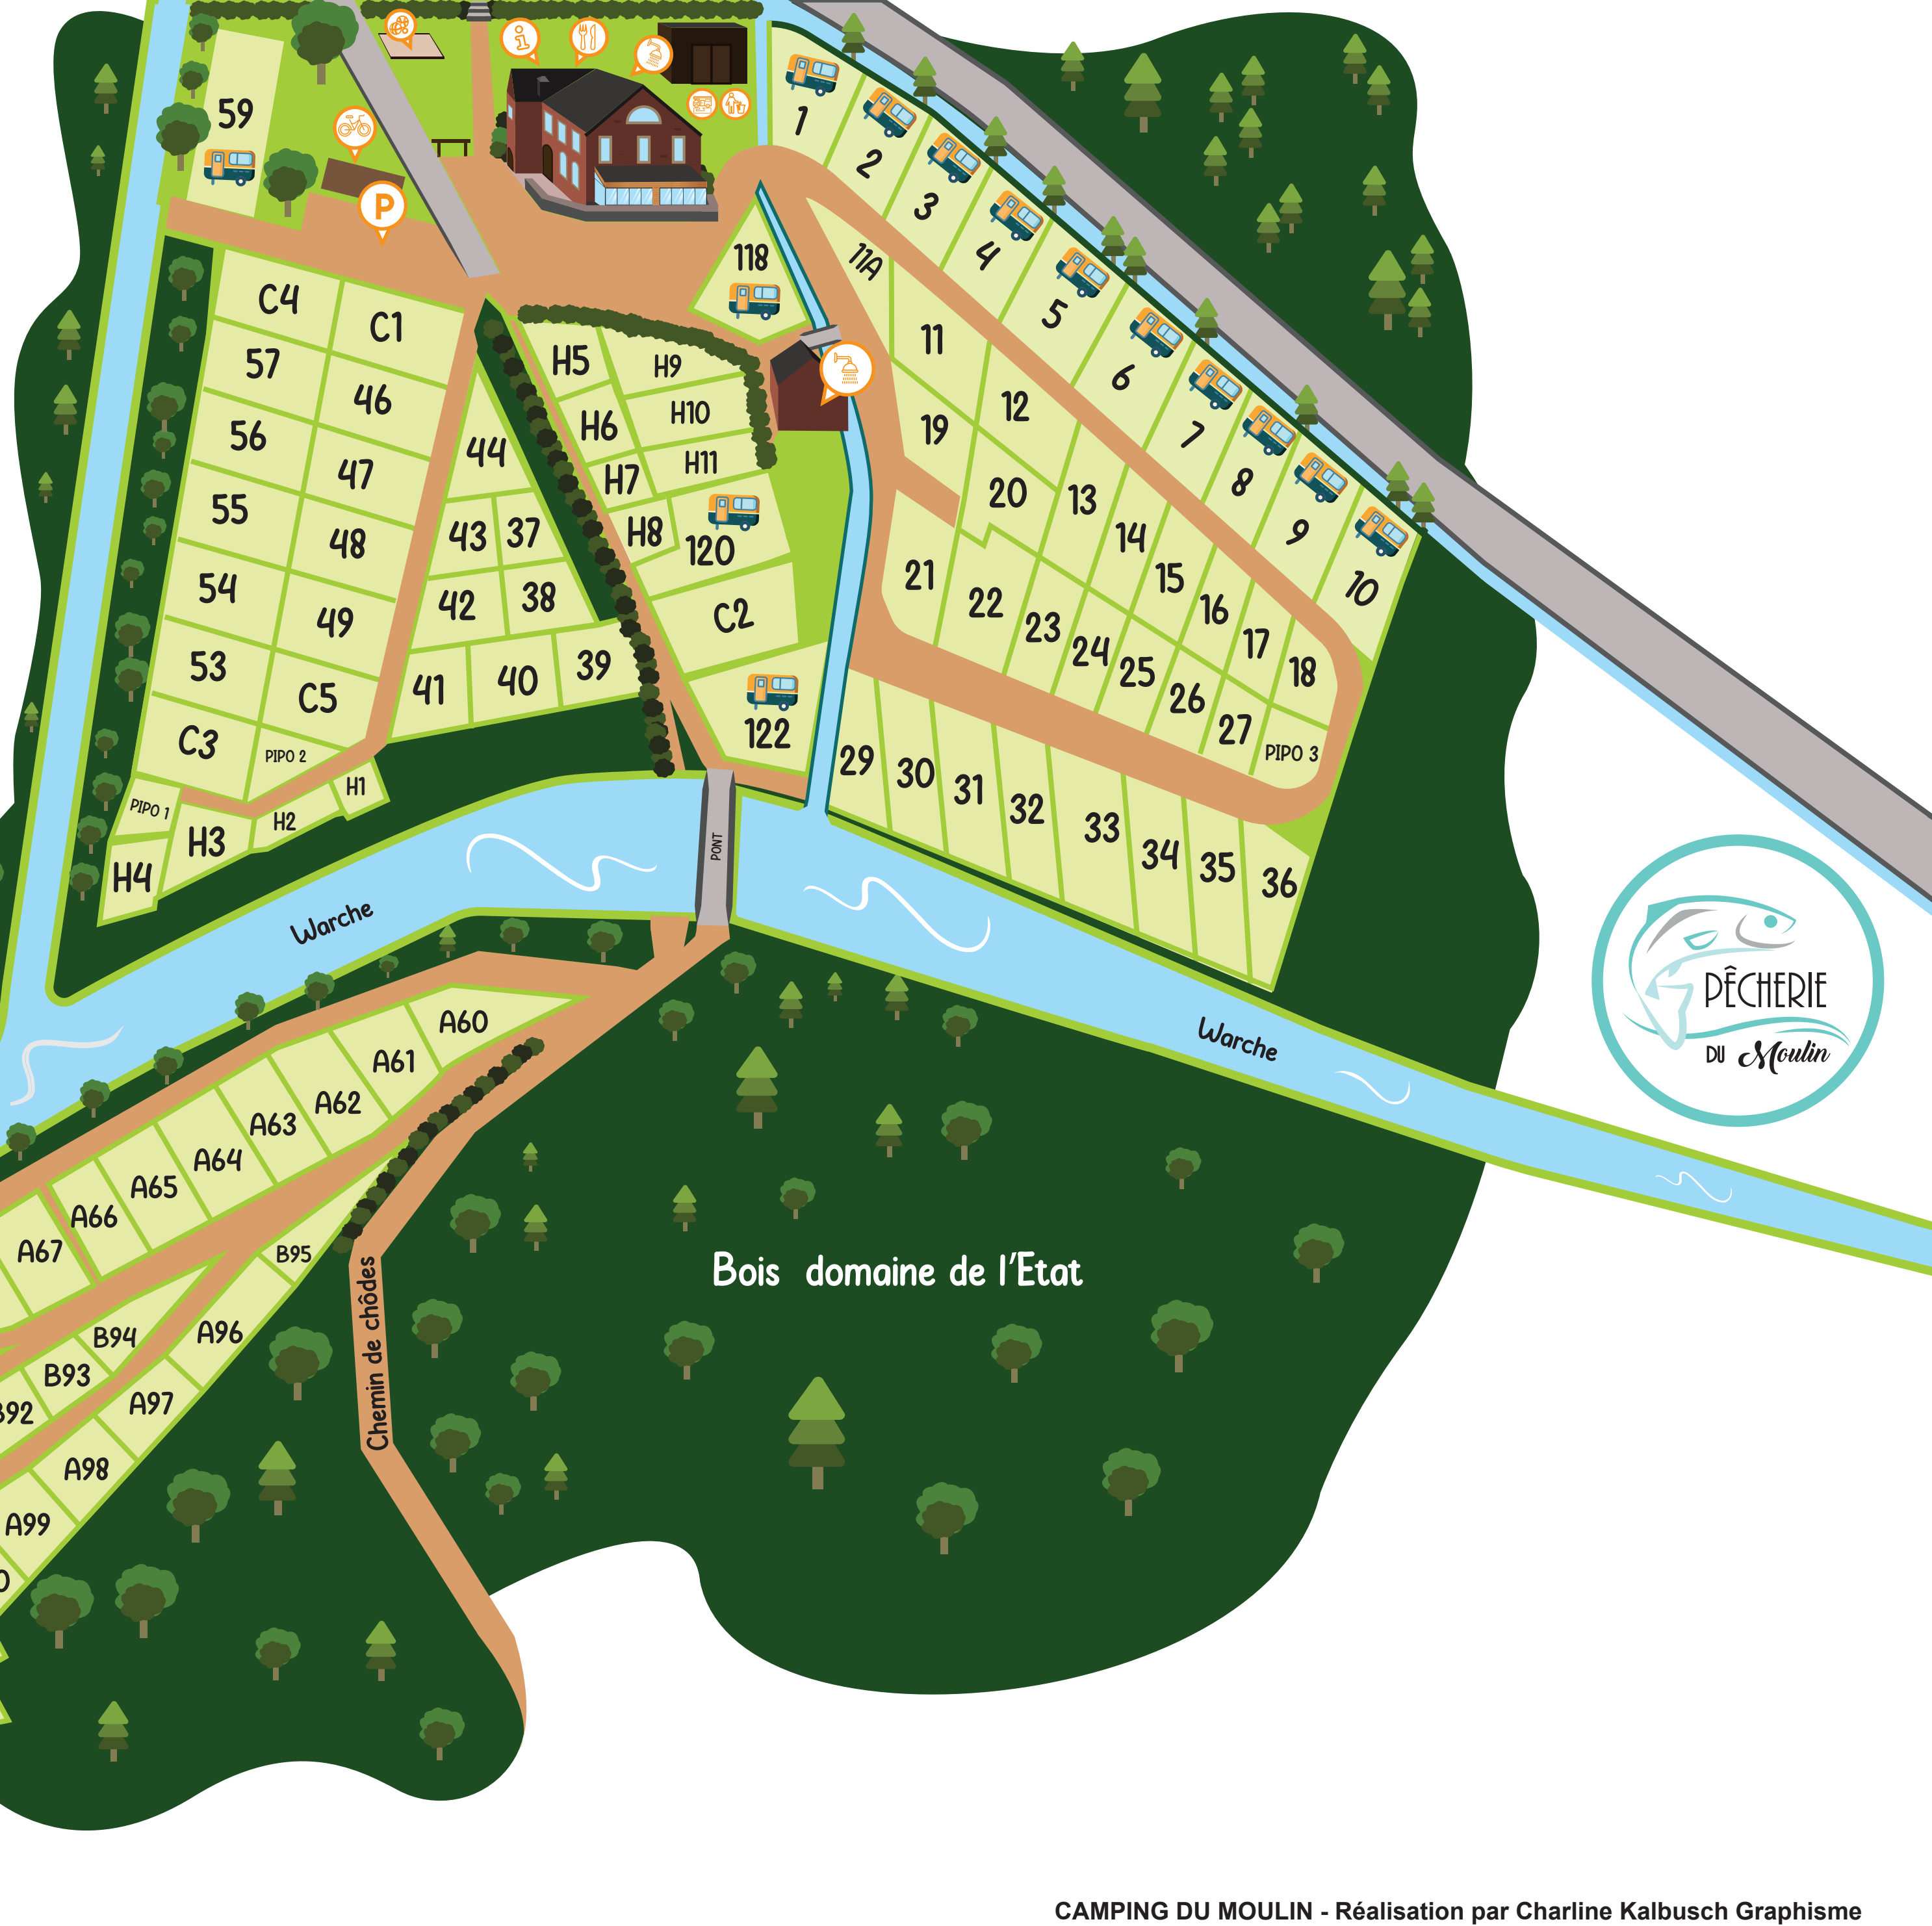 59
P
1
2
3
4
5
6
7
8
9
10
118
11A
11
12
13
14
15
16
17
18
19
20
21
22
23
24
25
26
27
PIPO 3
C4
C1
57
46
56
47
55
48
54
49
53
C5
C3
PIPO 2
PIPO 1
H1
H2
H3
H4
44
43
37
42
38
41
40
39
H5
H9
H6
H10
H7
H11
H8
120
C2
122
29
30
31
32
33
34
35
36
PONT
Warche
Warche
PÊCHERIE
DU Moulin
A60
A61
A62
A63
A64
A65
A66
A67
B95
B94
B93
B92
A96
A97
A98
A99
0
Chemin de chôdes
Bois domaine de l'Etat
CAMPING DU MOULIN - Réalisation par Charline Kalbusch Graphisme